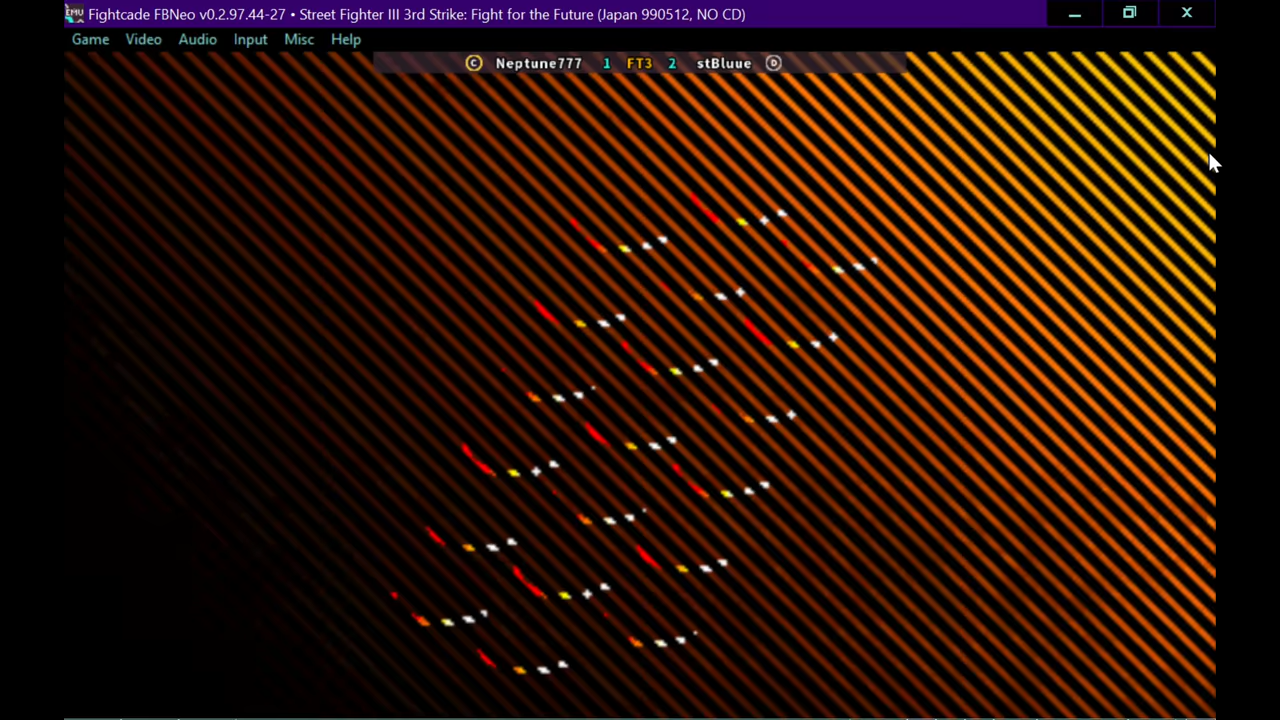 EMU Fightcade FBNeo v0.2.97.44-27 • Street Fighter III 3rd Strike: Fight for the Future (Japan 990512, NO CD)
Game Video Audio Input Misc Help
C Neptune777 1 FT3 2 stBluue D